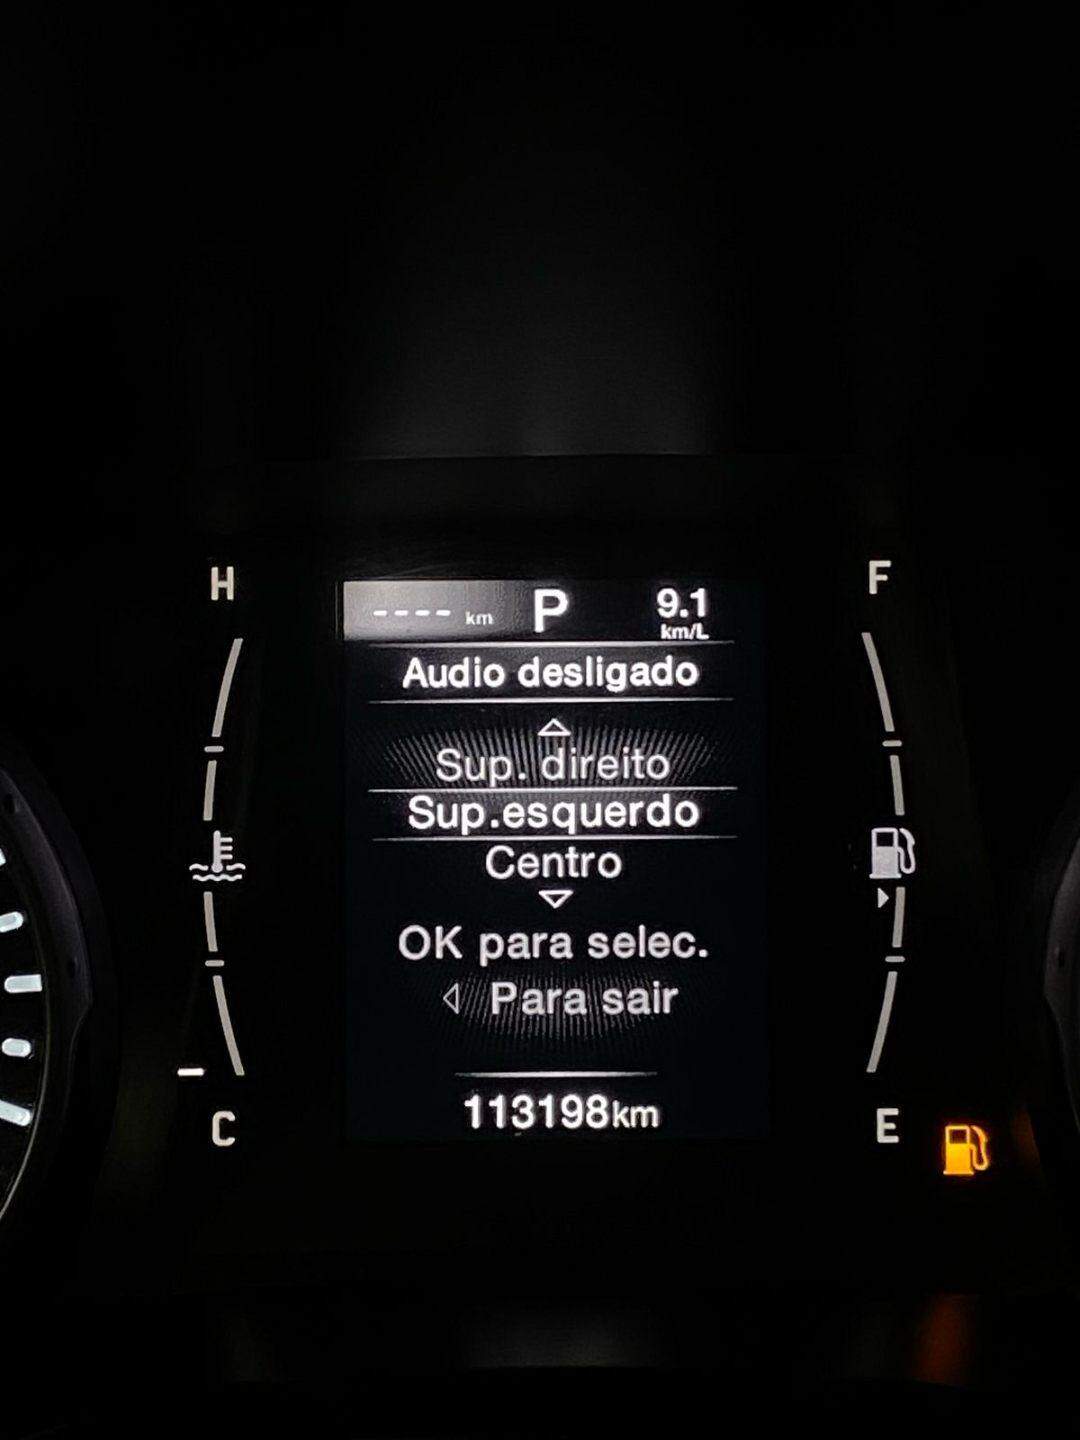 H
F
---- km P 9.1
km/L
Audio desligado
Sup. direito
Sup.esquerdo
Centro
OK para selec.
Para sair
113198km
C
E